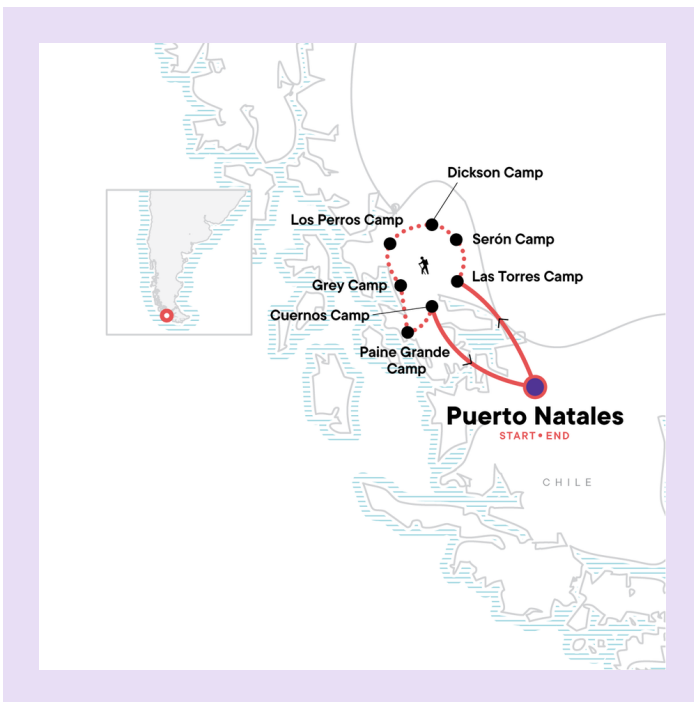 Dickson Camp
Los Perros Camp
Serón Camp
Las Torres Camp
Grey Camp
Cuernos Camp
Paine Grande
Camp
Puerto Natales
START • END
CHILE